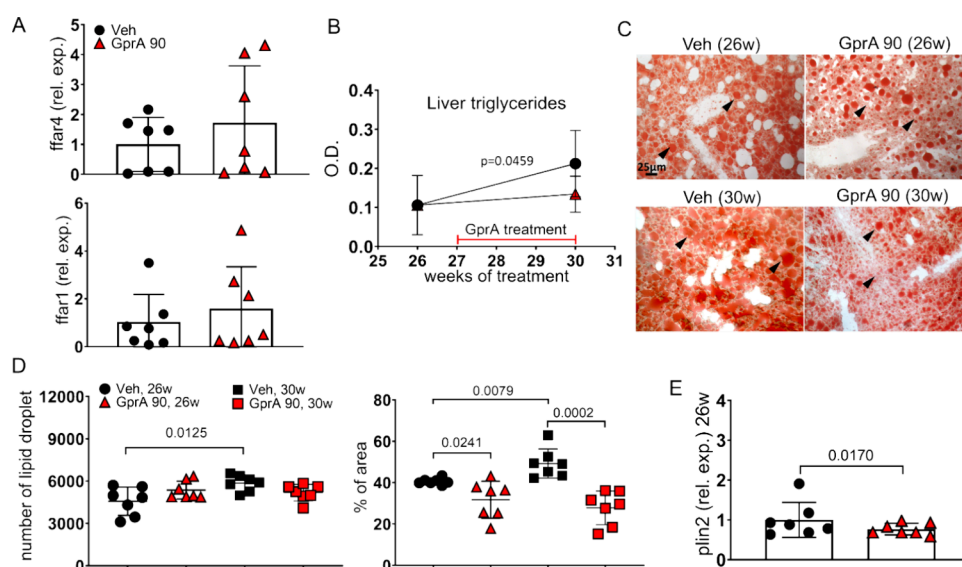 A
Veh
GprA 90
ffar4 (rel. exp.)
5
4
3
2
1
0
ffar1 (rel. exp.)
6
4
2
0
B
Liver triglycerides
O.D.
0.4
0.3
0.2
0.1
0.0
p=0.0459
GprA treatment
25 26 27 28 29 30 31
weeks of treatment
C
Veh (26w)
GprA 90 (26w)
25µm
Veh (30w)
GprA 90 (30w)
D
Veh, 26w
Veh, 30w
GprA 90, 26w
GprA 90, 30w
number of lipid droplet
12000
9000
6000
3000
0
0.0125
% of area
80
60
40
20
0
0.0079
0.0241
0.0002
E
plin2 (rel. exp.) 26w
3
2
1
0
0.0170